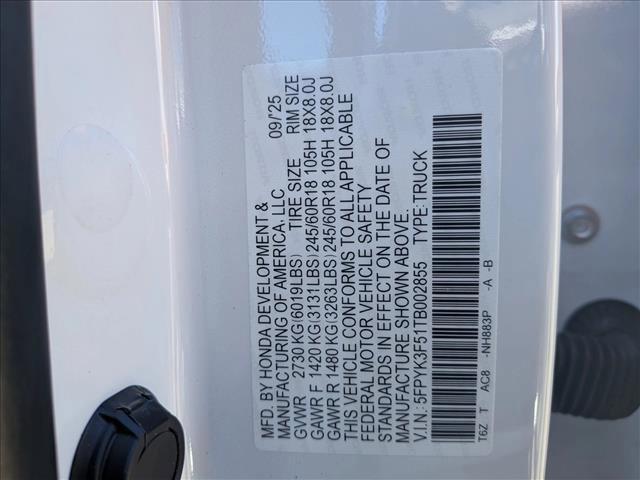 MFD. BY HONDA DEVELOPMENT &
MANUFACTURING OF AMERICA, LLC 09/'25
GVWR 2730 KG(6019LBS) TIRE SIZE RIM SIZE
GAWR F 1420 KG(3131LBS) 245/60R18 105H 18X8.0J
GAWR R 1480 KG(3263LBS) 245/60R18 105H 18X8.0J
THIS VEHICLE CONFORMS TO ALL APPLICABLE
FEDERAL MOTOR VEHICLE SAFETY
STANDARDS IN EFFECT ON THE DATE OF
MANUFACTURE SHOWN ABOVE.
V.I.N.: 5FPYK3F51TB002855 TYPE:TRUCK
T6Z T AC8 -NH883P -A -B